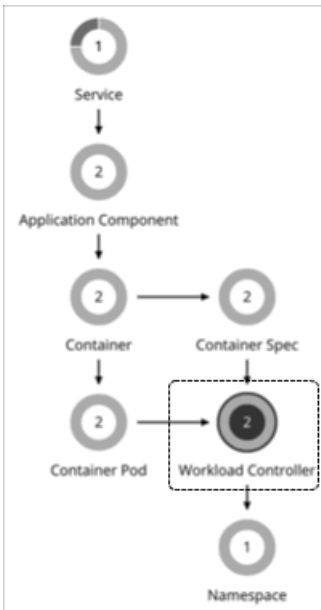 1
Service
2
Application Component
2
2
Container
Container Spec
2
2
Container Pod
Workload Controller
1
Namespace